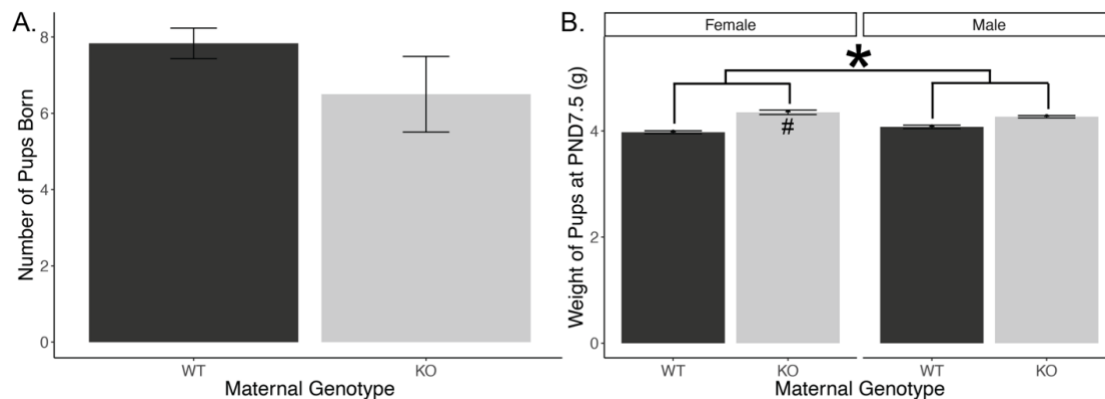 A.
Number of Pups Born
8
6
4
2
0
WT
KO
Maternal Genotype
B.
Female
Male
*
#
Weight of Pups at PND7.5 (g)
4
2
0
WT
KO
WT
KO
Maternal Genotype